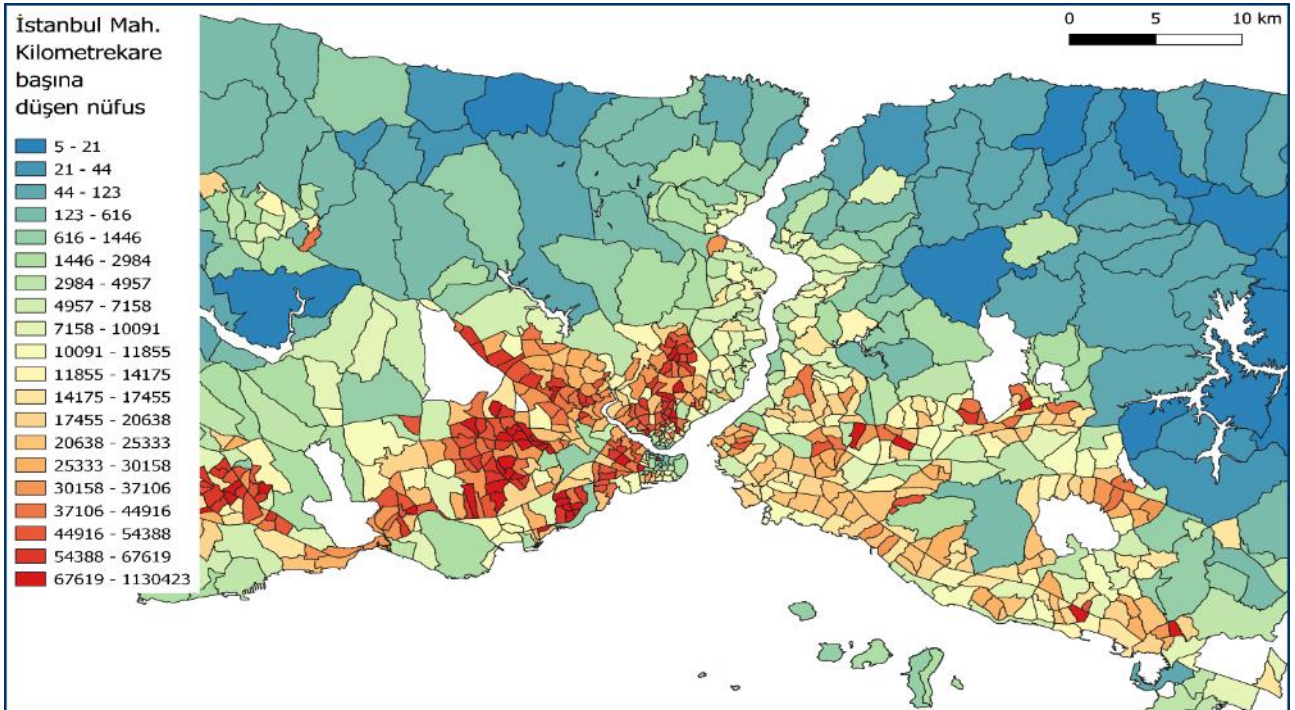 İstanbul Mah.
Kilometrekare
başına
düşen nüfus
5 - 21
21 - 44
44 - 123
123 - 616
616 - 1446
1446 - 2984
2984 - 4957
4957 - 7158
7158 - 10091
10091 - 11855
11855 - 14175
14175 - 17455
17455 - 20638
20638 - 25333
25333 - 30158
30158 - 37106
37106 - 44916
44916 - 54388
54388 - 67619
67619 - 1130423
0 5 10 km